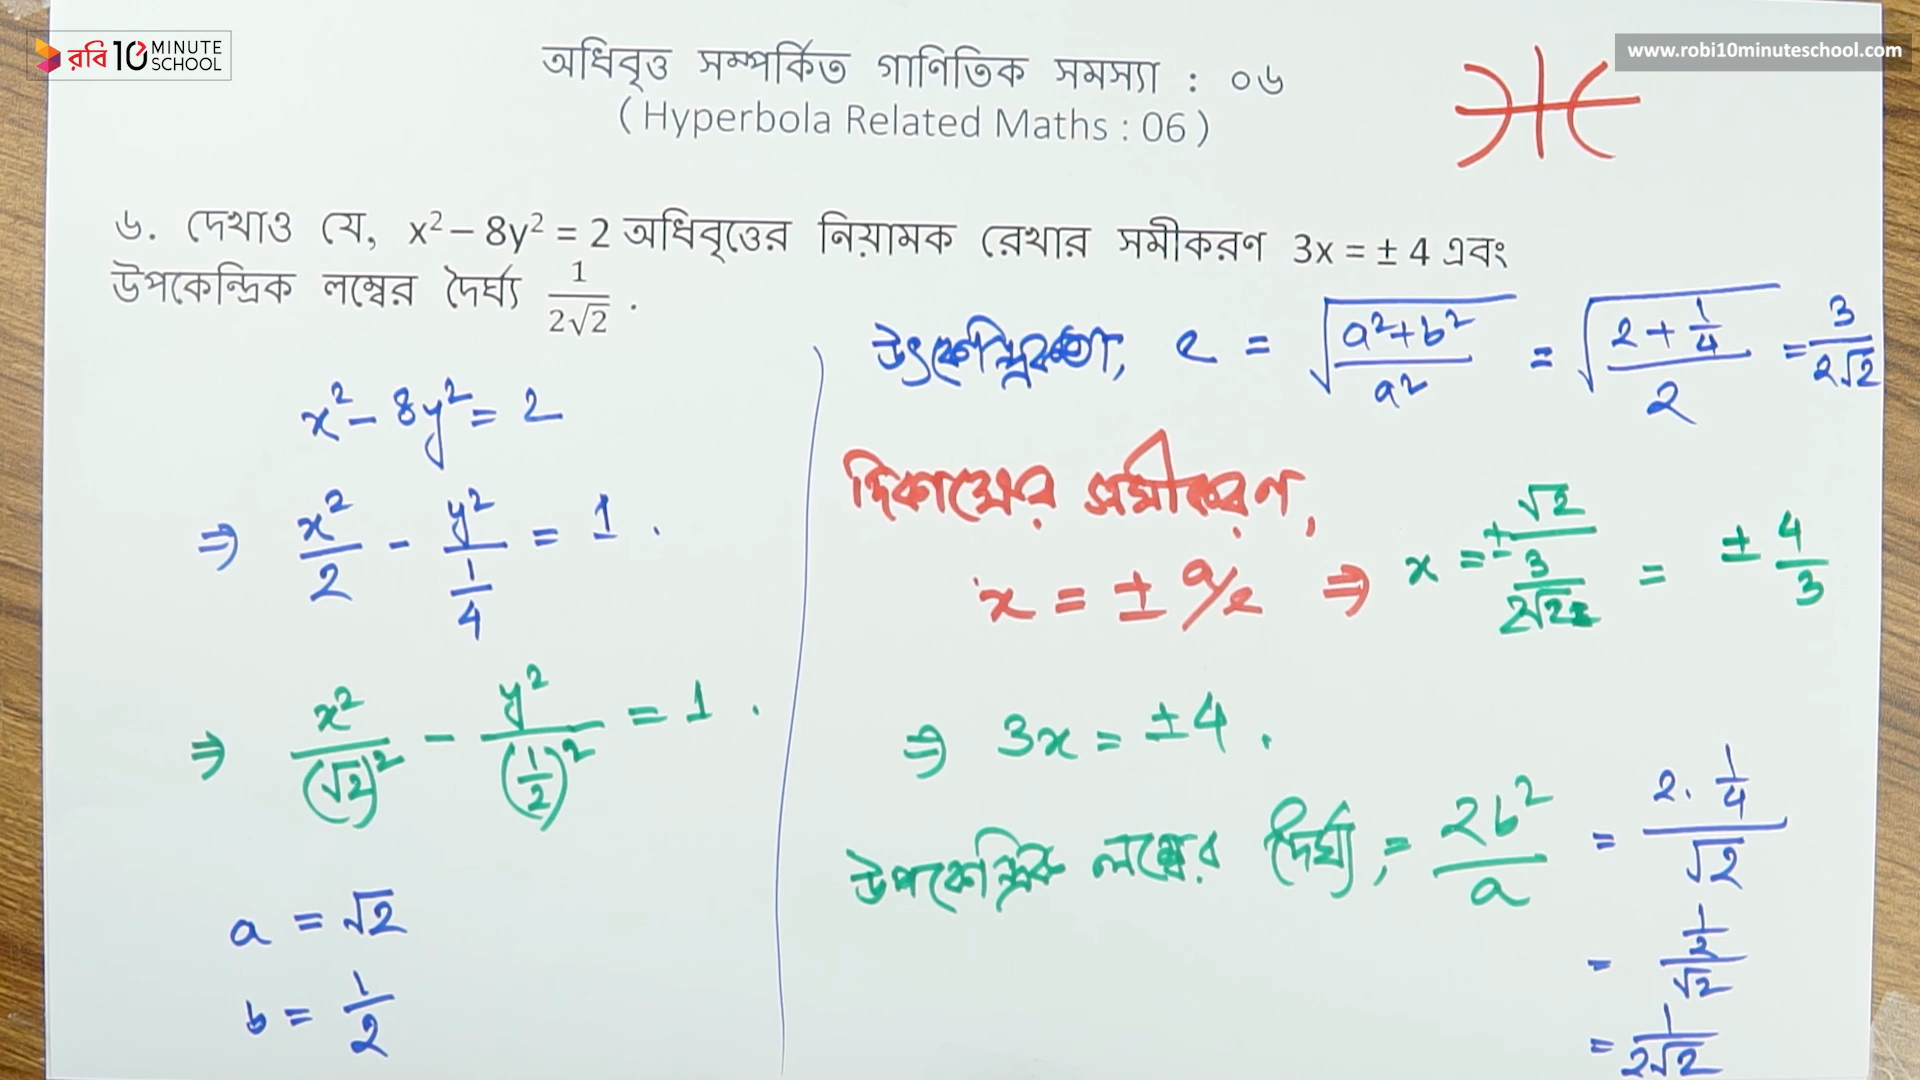 রবি 10 MINUTE SCHOOL
www.robi10minuteschool.com
অধিবৃত্ত সম্পর্কিত গাণিতিক সমস্যা : ০৬
( Hyperbola Related Maths : 06 )
৬. দেখাও যে, x² – 8y² = 2 অধিবৃত্তের নিয়ামক রেখার সমীকরণ 3x = ± 4 এবং
উপকেন্দ্রিক লম্বের দৈর্ঘ্য 1/(2√2) .
x² - 8y² = 2
⇒ x²/2 - y²/(1/4) = 1 .
⇒ x²/(√2)² - y²/(1/2)² = 1 .
a = √2
b = 1/2
উৎকেন্দ্রিকতা, e = √((a²+b²)/a²) = √((2 + 1/4)/2) = 3/(2√2)
দিকাক্ষের সমীকরণ,
x = ± a/e ⇒ x = ± √2/(3/(2√2)) = ± 4/3
⇒ 3x = ±4 .
উপকেন্দ্রিক লম্বের দৈর্ঘ্য, = 2b²/a = (2. 1/4)/√2
= (1/2)/√2
= 1/(2√2)